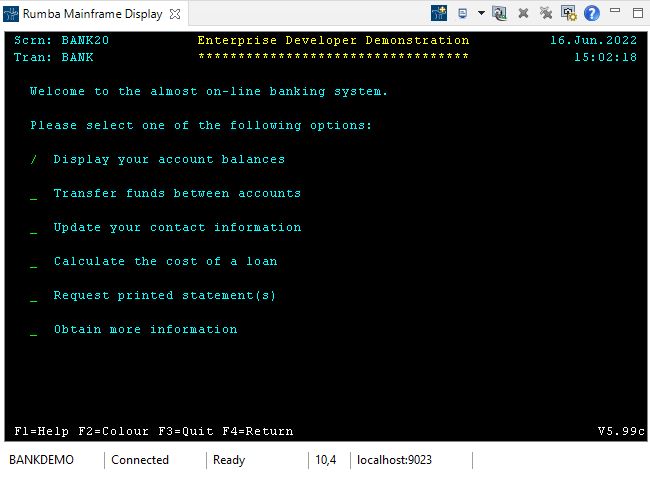 Rumba Mainframe Display
Scrn: BANK20 Enterprise Developer Demonstration 16.Jun.2022
Tran: BANK ********************************** 15:02:18
Welcome to the almost on-line banking system.
Please select one of the following options:
/ Display your account balances
_ Transfer funds between accounts
_ Update your contact information
_ Calculate the cost of a loan
_ Request printed statement(s)
_ Obtain more information
F1=Help F2=Colour F3=Quit F4=Return V5.99c
BANKDEMO Connected Ready 10,4 localhost:9023